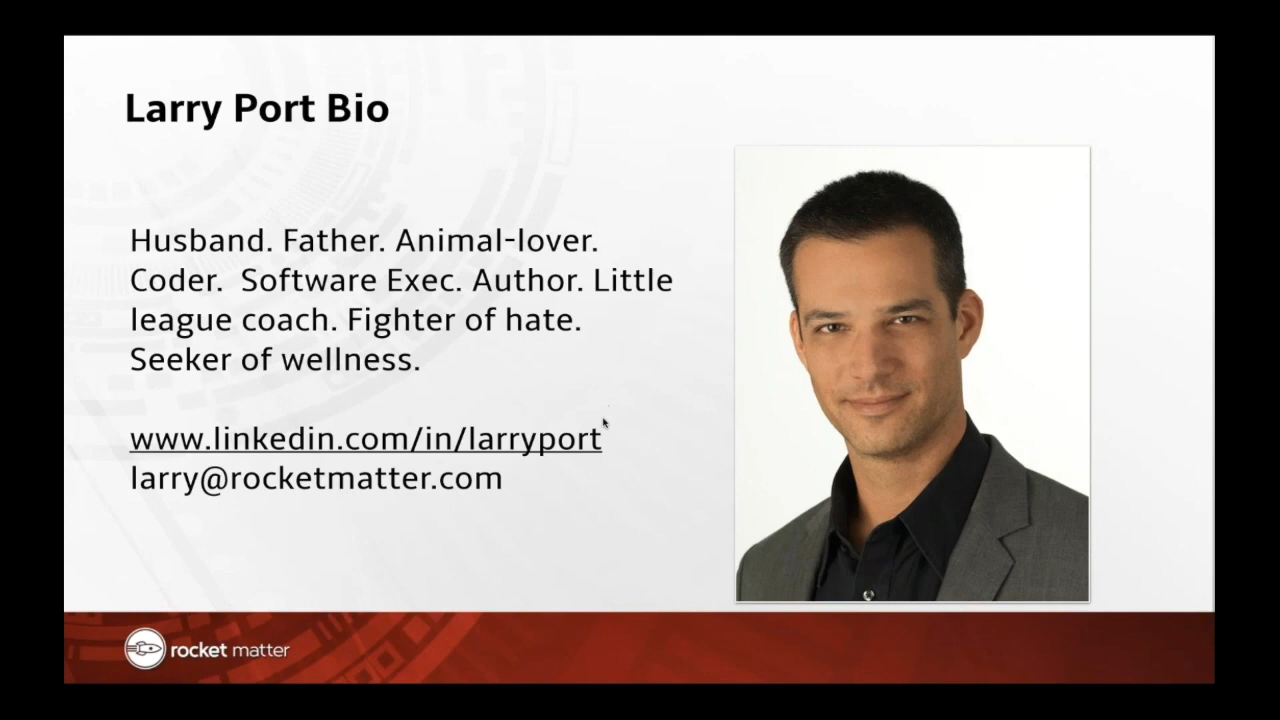 Larry Port Bio
Husband. Father. Animal-lover.
Coder.  Software Exec. Author. Little
league coach. Fighter of hate.
Seeker of wellness.
www.linkedin.com/in/larryport
larry@rocketmatter.com
rocket matter